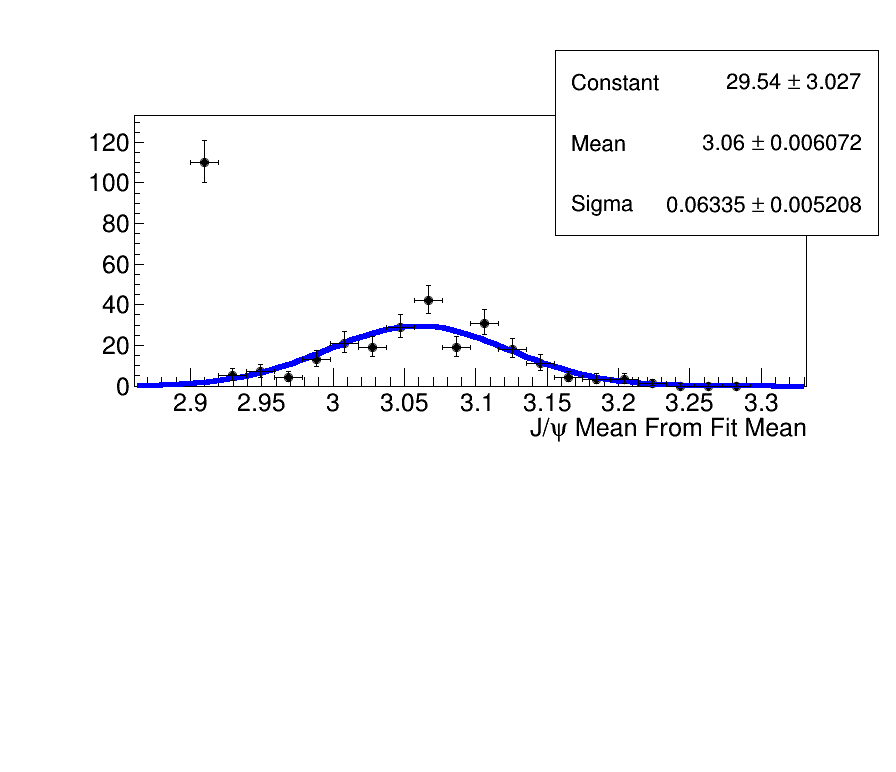 Constant 29.54 ± 3.027
Mean 3.06 ± 0.006072
Sigma 0.06335 ± 0.005208
120
100
80
60
40
20
0
2.9 2.95 3 3.05 3.1 3.15 3.2 3.25 3.3
J/ψ Mean From Fit Mean